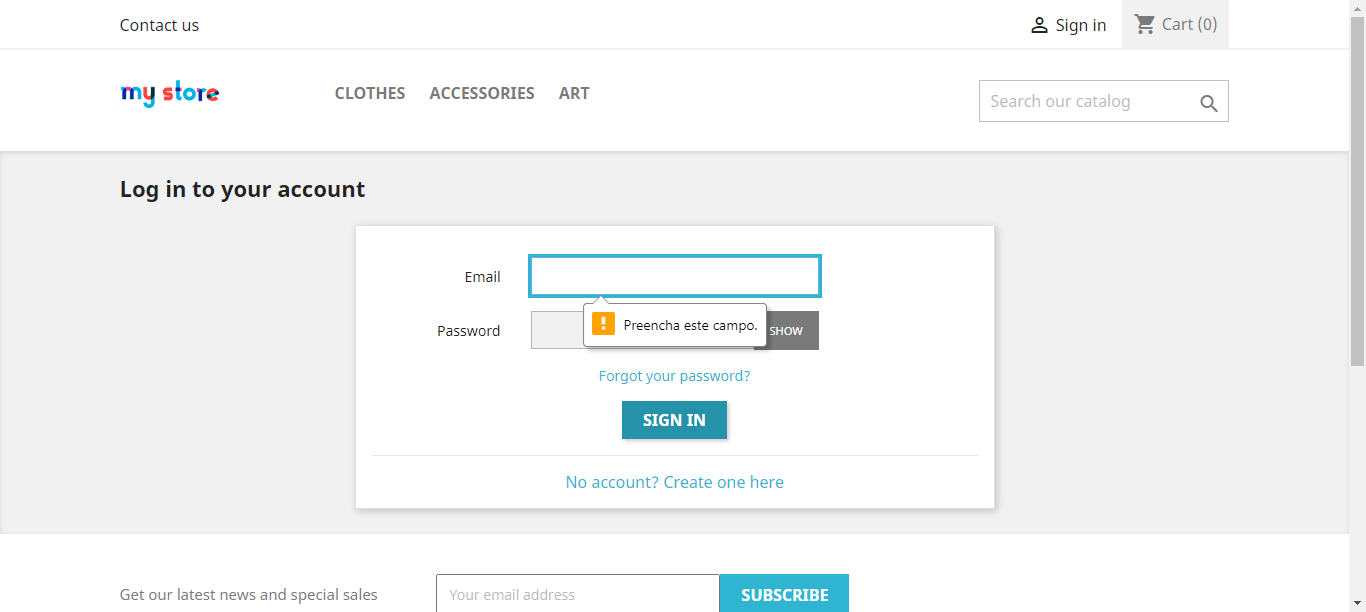 Contact us
Sign in
Cart (0)
my store
CLOTHES ACCESSORIES ART
Search our catalog
Log in to your account
Email
Preencha este campo.
Password
SHOW
Forgot your password?
SIGN IN
No account? Create one here
Get our latest news and special sales
Your email address
SUBSCRIBE